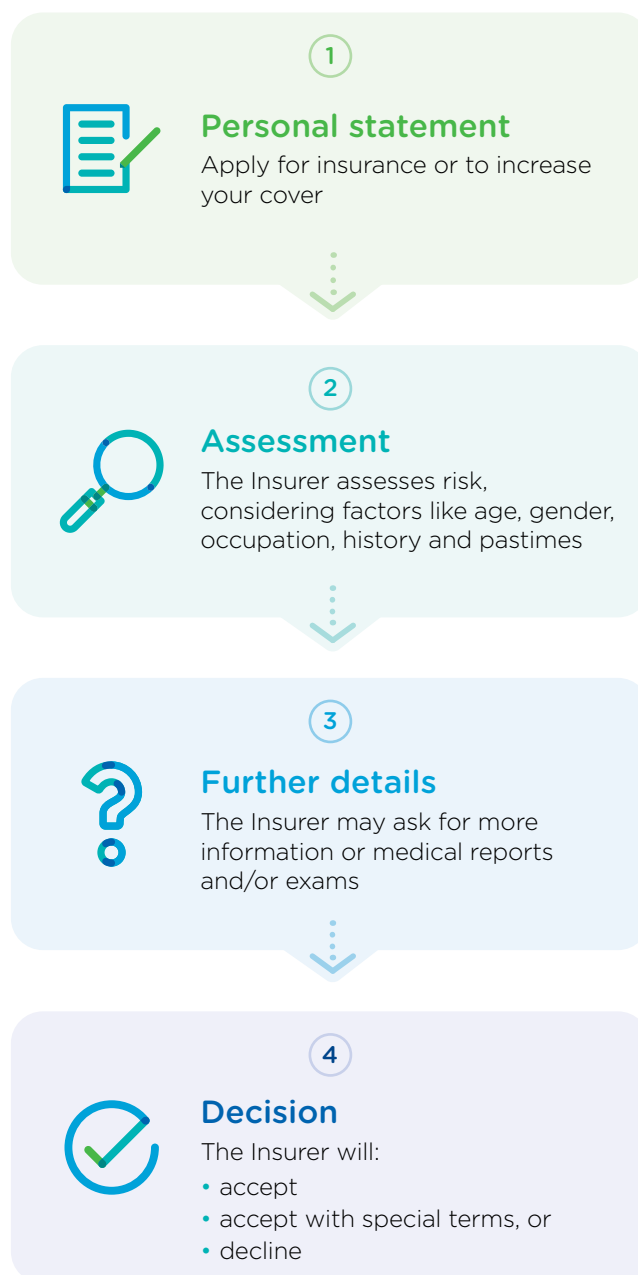 1
Personal statement
Apply for insurance or to increase
your cover
2
Assessment
The Insurer assesses risk,
considering factors like age, gender,
occupation, history and pastimes
3
Further details
The Insurer may ask for more
information or medical reports
and/or exams
4
Decision
The Insurer will:
• accept
• accept with special terms, or
• decline